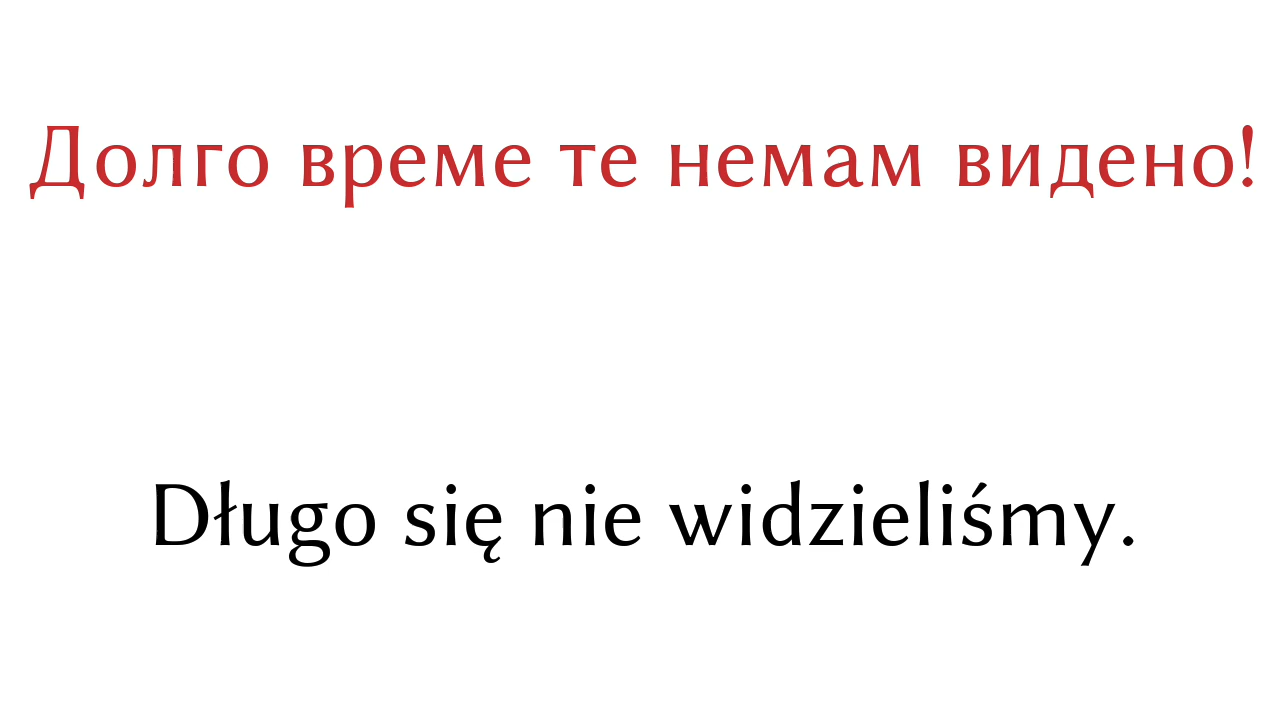 Долго време те немам видено!
Długo się nie widzieliśmy.